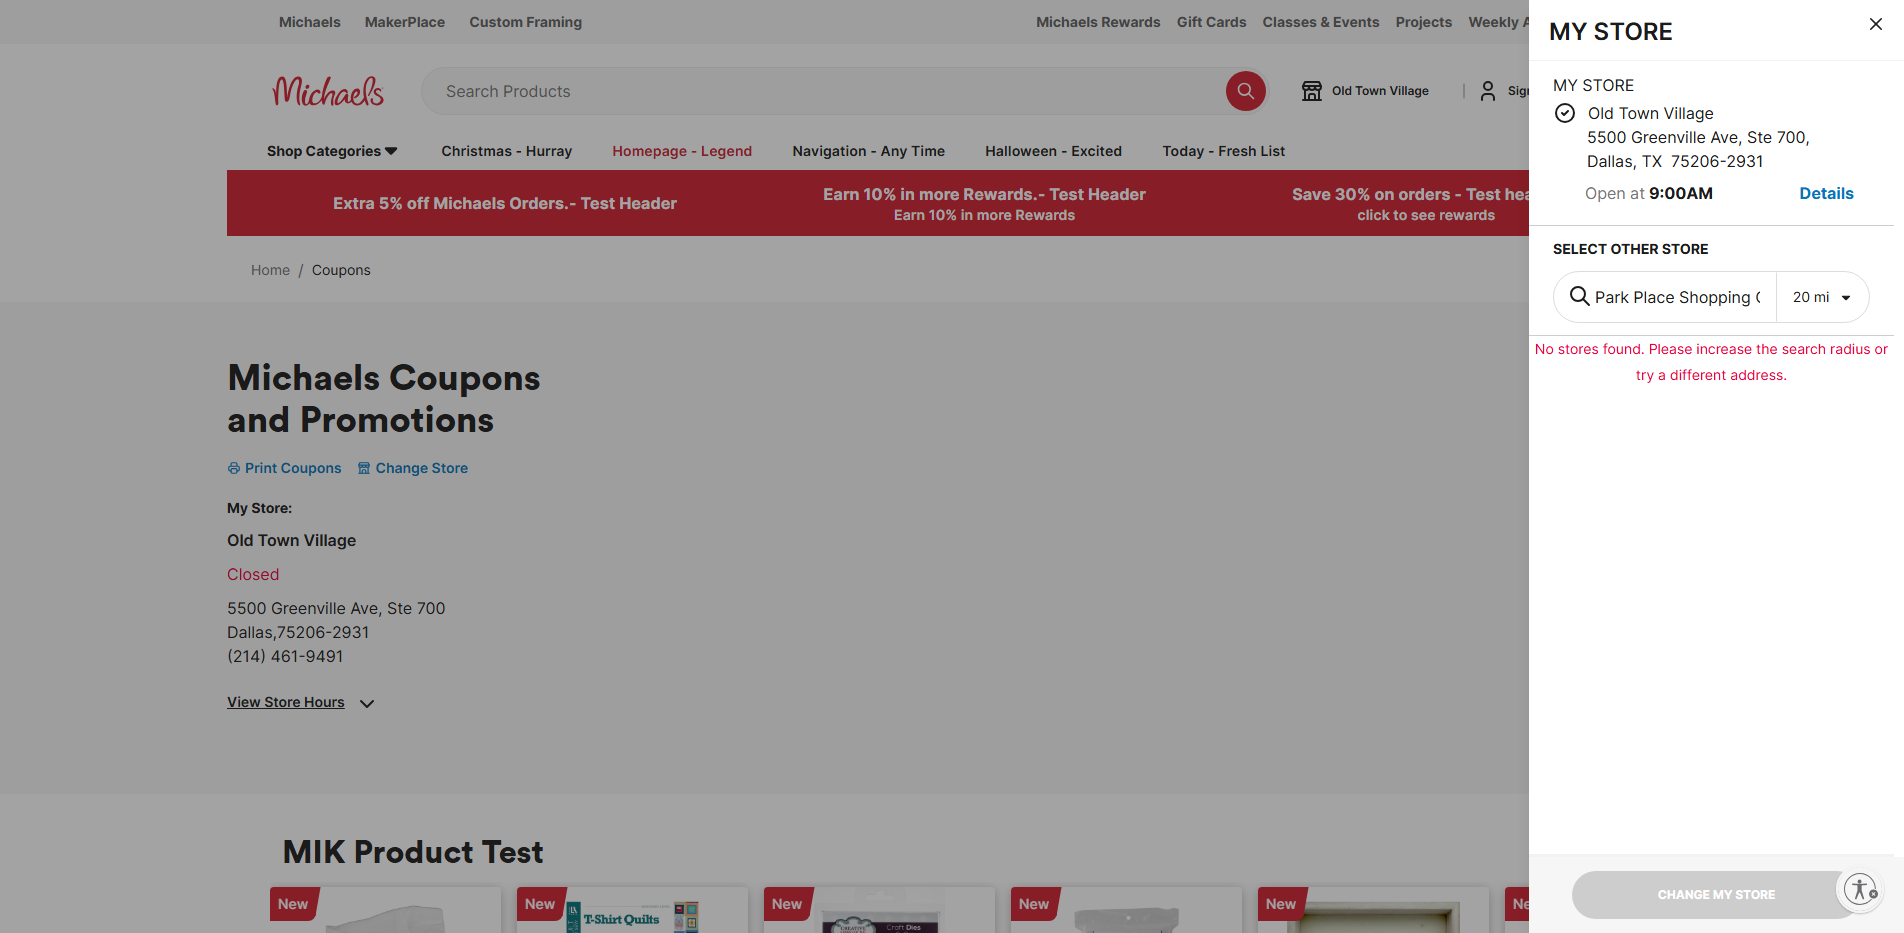 Michaels MakerPlace Custom Framing
Michaels Rewards Gift Cards Classes & Events Projects Weekly
Michaels
Search Products
Old Town Village
Shop Categories Christmas - Hurray Homepage - Legend Navigation - Any Time Halloween - Excited Today - Fresh List
Extra 5% off Michaels Orders.- Test Header
Earn 10% in more Rewards.- Test Header
Earn 10% in more Rewards
Save 30% on orders - Test
click to see rewards
Home / Coupons
Michaels Coupons
and Promotions
Print Coupons Change Store
My Store:
Old Town Village
Closed
5500 Greenville Ave, Ste 700
Dallas,75206-2931
(214) 461-9491
View Store Hours
MIK Product Test
New
New
T-Shirt Quilts
New
Craft Dies
New
New
MY STORE
MY STORE
Old Town Village
5500 Greenville Ave, Ste 700,
Dallas, TX 75206-2931
Open at 9:00AM Details
SELECT OTHER STORE
Park Place Shopping
20 mi
No stores found. Please increase the search radius or
try a different address.
CHANGE MY STORE